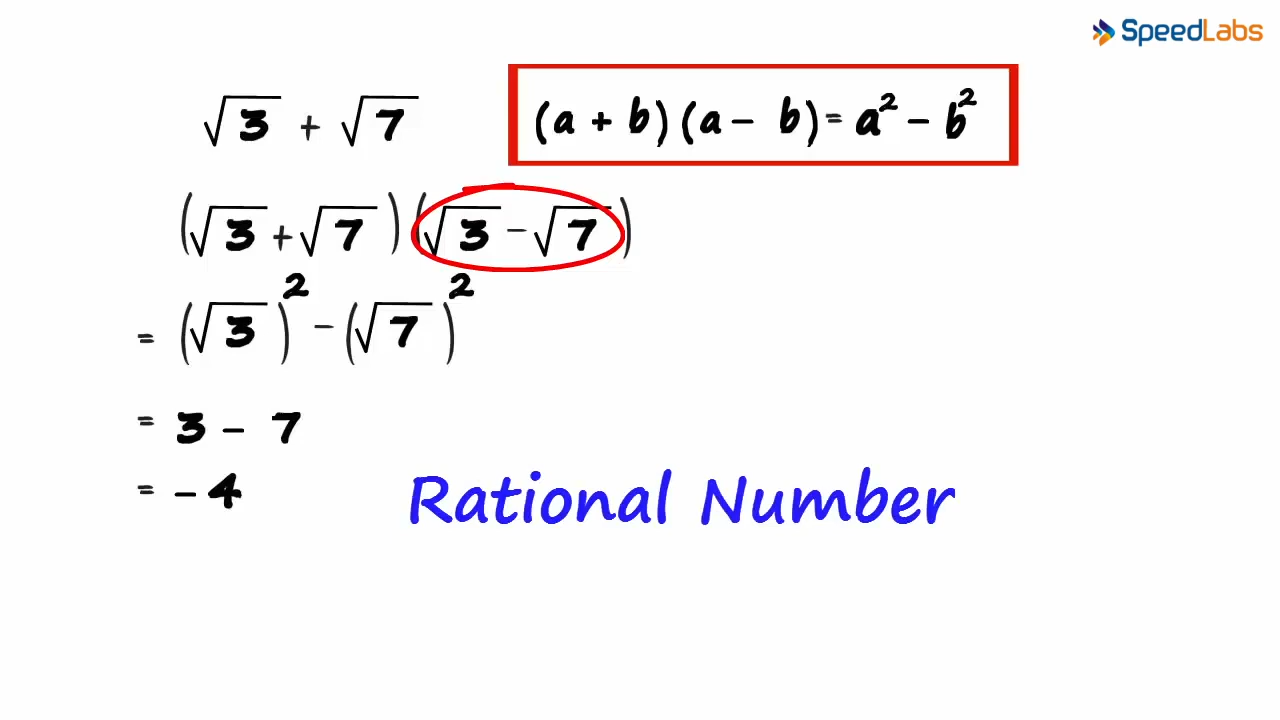 SpeedLabs
√3 + √7
(a + b) (a − b) = a² − b²
(√3 + √7) (√3 − √7)
= (√3)² − (√7)²
= 3 − 7
= −4
Rational Number